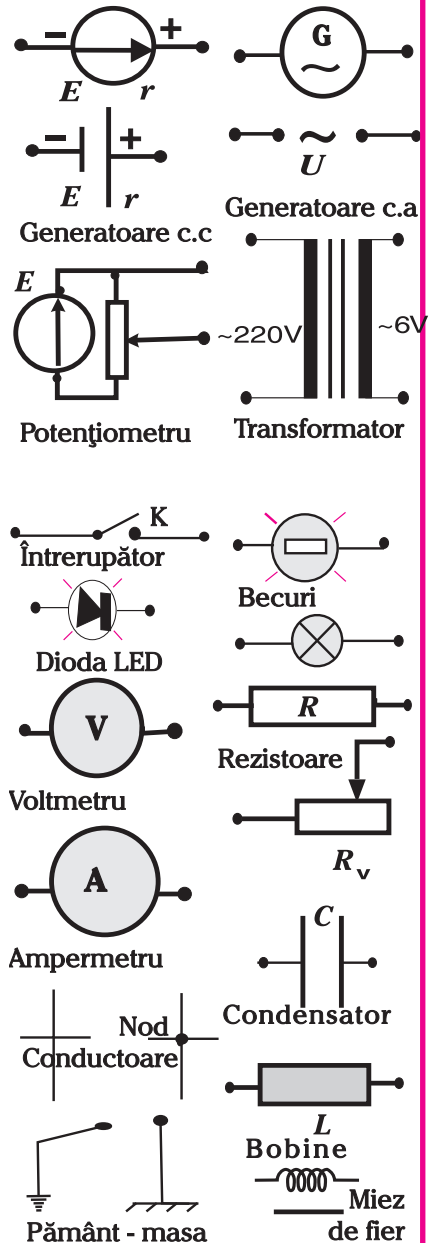 − + G
E r
− +
E r U
Generatoare c.c Generatoare c.a
E
~220V ~6V
Potenţiometru Transformator
K
Întrerupător
Becuri
Dioda LED
V R
Rezistoare
Voltmetru
R v
A
C
Ampermetru
Condensator
Nod
Conductoare
L
Bobine
Miez
de fier
Pământ - masa